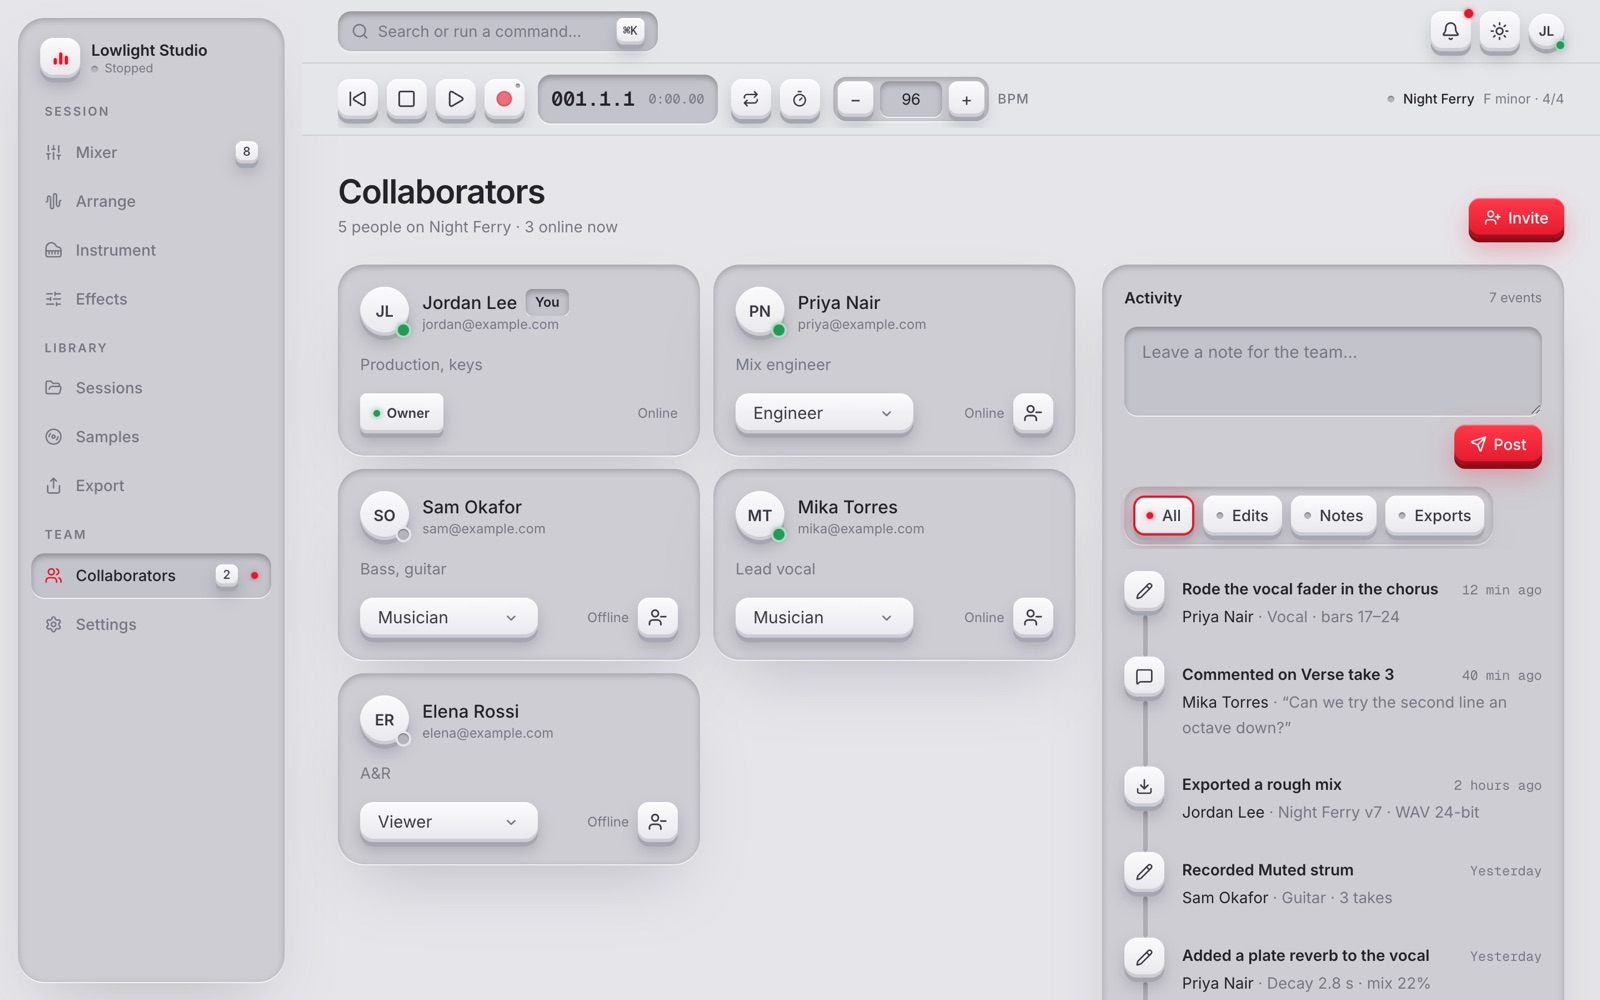 Lowlight Studio
Stopped
SESSION
Mixer 8
Arrange
Instrument
Effects
LIBRARY
Sessions
Samples
Export
TEAM
Collaborators 2
Settings
Search or run a command... ⌘K
JL
001.1.1 0:00.00
− 96 + BPM
Night Ferry F minor · 4/4
Collaborators
5 people on Night Ferry · 3 online now
Invite
JL
Jordan Lee You
jordan@example.com
Production, keys
Owner Online
PN
Priya Nair
priya@example.com
Mix engineer
Engineer Online
SO
Sam Okafor
sam@example.com
Bass, guitar
Musician Offline
MT
Mika Torres
mika@example.com
Lead vocal
Musician Online
ER
Elena Rossi
elena@example.com
A&R
Viewer Offline
Activity 7 events
Leave a note for the team...
Post
All Edits Notes Exports
Rode the vocal fader in the chorus 12 min ago
Priya Nair · Vocal · bars 17–24
Commented on Verse take 3 40 min ago
Mika Torres · “Can we try the second line an
octave down?”
Exported a rough mix 2 hours ago
Jordan Lee · Night Ferry v7 · WAV 24-bit
Recorded Muted strum Yesterday
Sam Okafor · Guitar · 3 takes
Added a plate reverb to the vocal Yesterday
Priya Nair · Decay 2.8 s · mix 22%